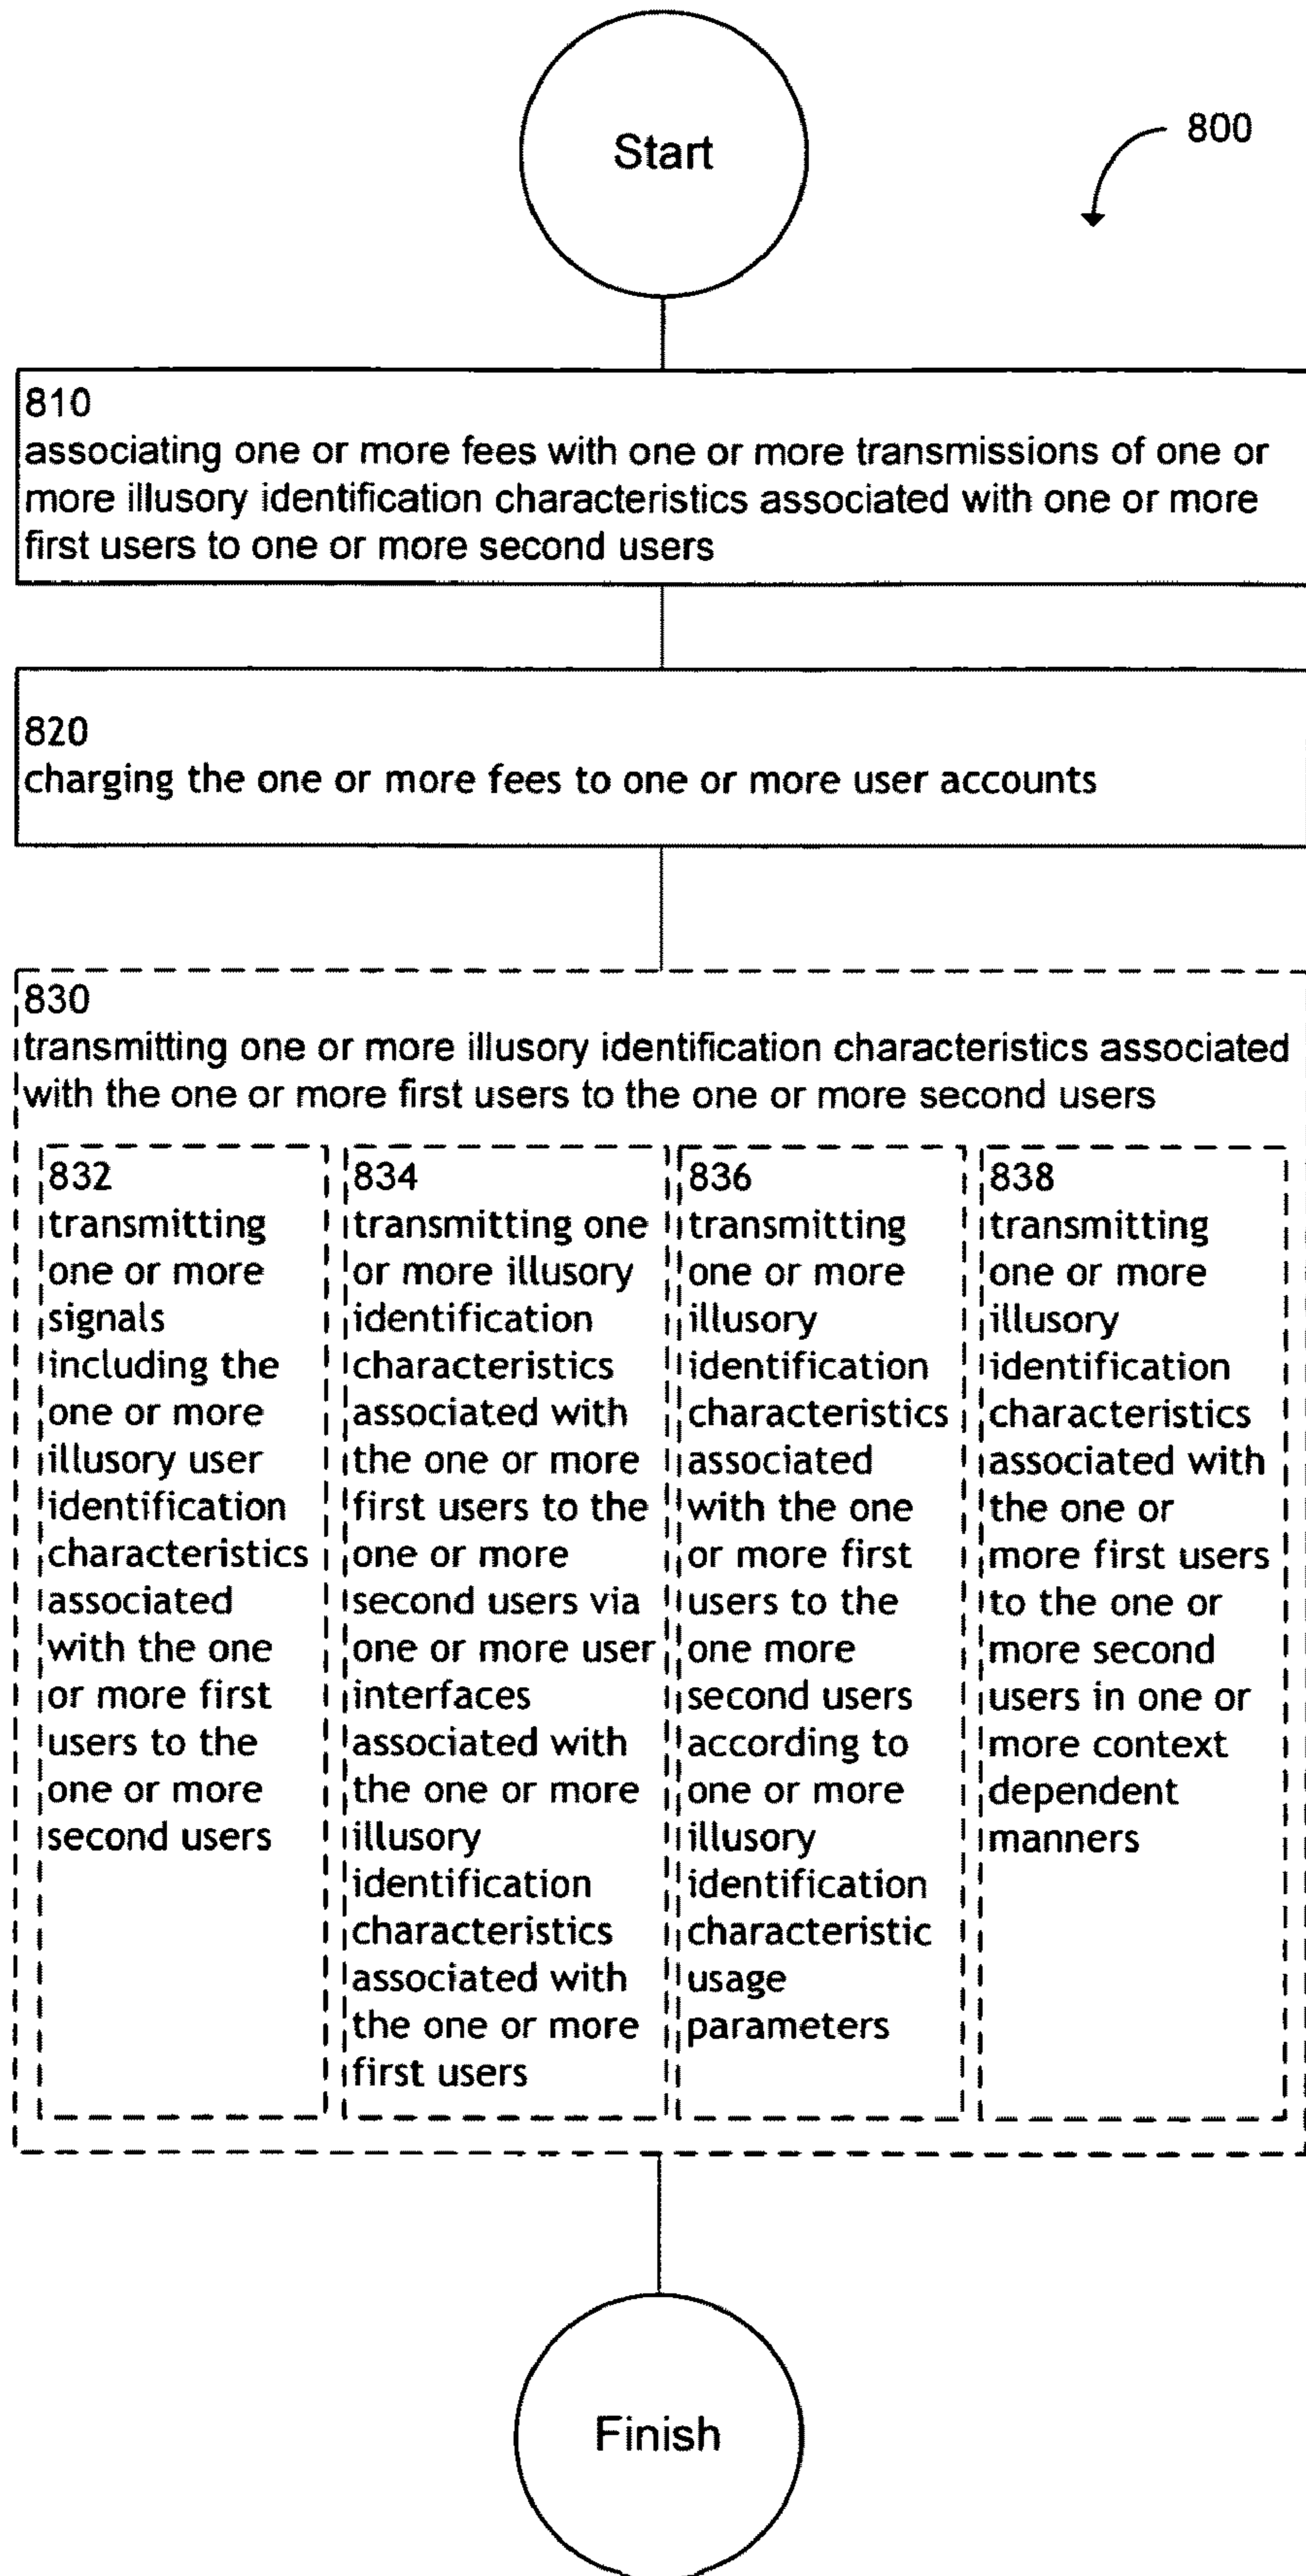 Start
800
810
associating one or more fees with one or more transmissions of one or
more illusory identification characteristics associated with one or more
first users to one or more second users
820
charging the one or more fees to one or more user accounts
830
transmitting one or more illusory identification characteristics associated
with the one or more first users to the one or more second users
832
transmitting
one or more
signals
including the
one or more
illusory user
identification
characteristics
associated
with the one
or more first
users to the
one or more
second users
834
transmitting one
or more illusory
identification
characteristics
associated with
the one or more
first users to the
one or more
second users via
one or more user
interfaces
associated with
the one or more
illusory
identification
characteristics
associated with
the one or more
first users
836
transmitting
one or more
illusory
identification
characteristics
associated
with the one
or more first
users to the
one more
second users
according to
one or more
illusory
identification
characteristic
usage
parameters
838
transmitting
one or more
illusory
identification
characteristics
associated with
the one or
more first users
to the one or
more second
users in one or
more context
dependent
manners
Finish